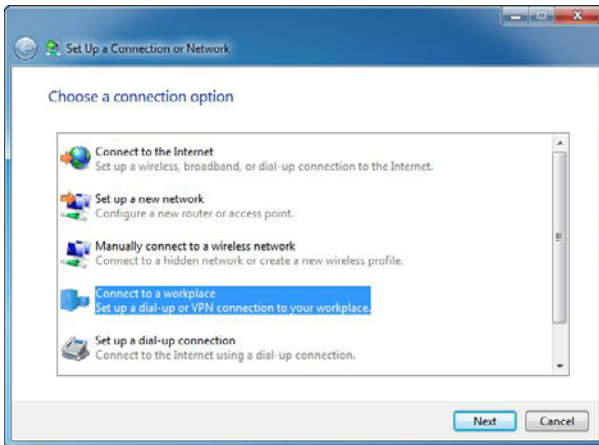 Set Up a Connection or Network
Choose a connection option
Connect to the Internet
Set up a wireless, broadband, or dial-up connection to the Internet.
Set up a new network
Configure a new router or access point.
Manually connect to a wireless network
Connect to a hidden network or create a new wireless profile.
Connect to a workplace
Set up a dial-up or VPN connection to your workplace.
Set up a dial-up connection
Connect to the Internet using a dial-up connection.
Next Cancel